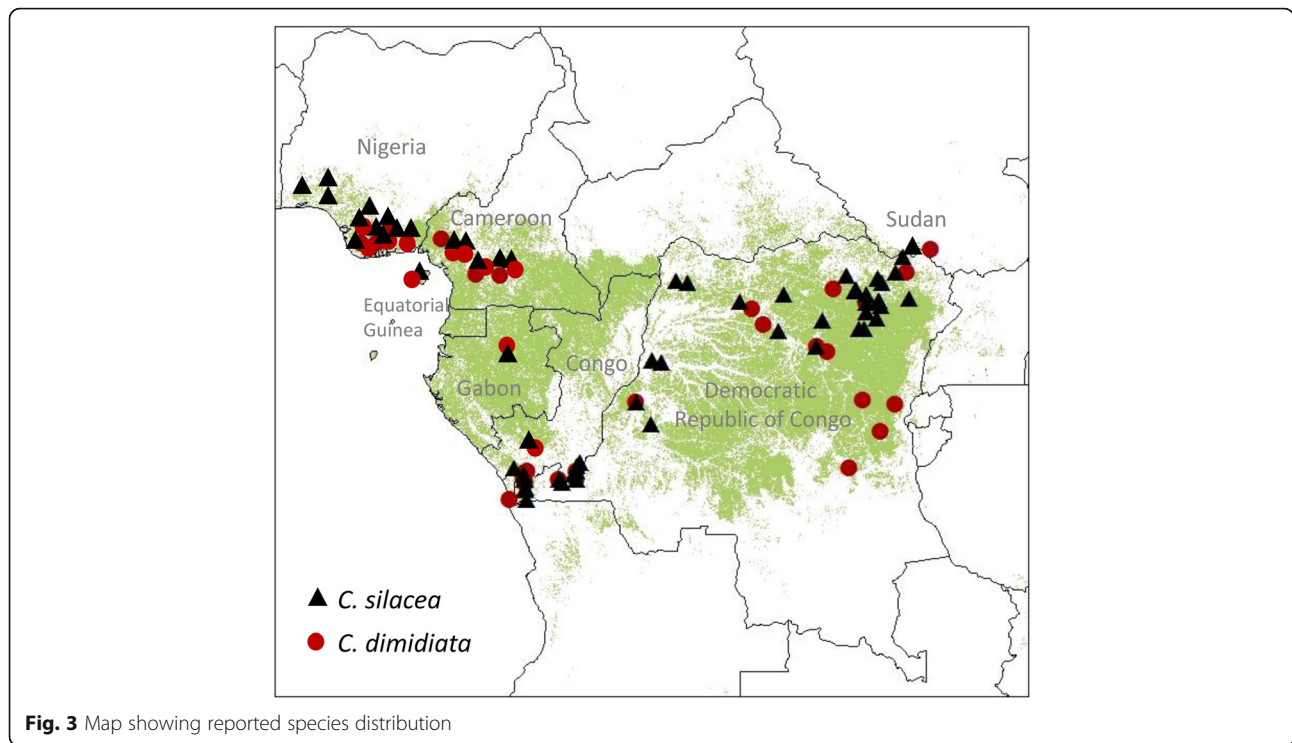 Nigeria
Cameroon
Sudan
Equatorial
Guinea
Congo
Gabon
Democratic
Republic of Congo
C. silacea
C. dimidiata
Fig. 3 Map showing reported species distribution